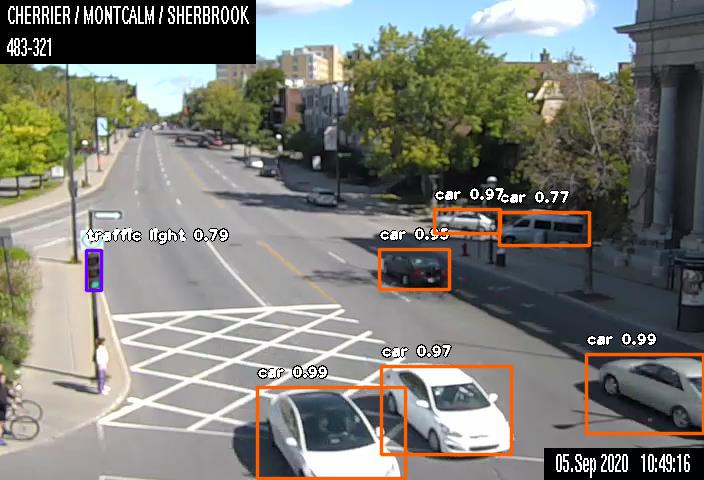 CHERRIER / MONTCALM / SHERBROOK
483-321
car 0.97
car 0.77
traffic light 0.79
car 0.95
car 0.99
car 0.97
car 0.99
05.Sep 2020 10:49:16